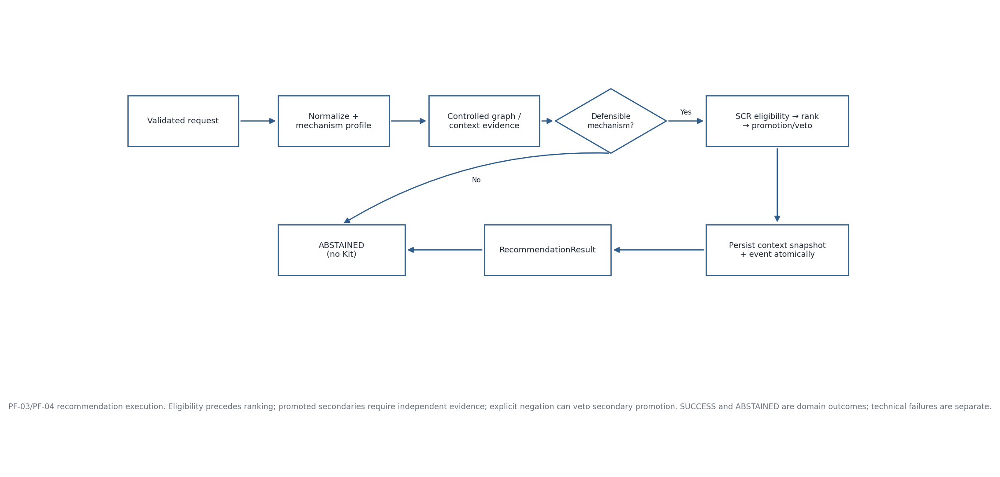 Validated request
Normalize +
mechanism profile
Controlled graph /
context evidence
Defensible
mechanism?
Yes
SCR eligibility → rank
→ promotion/veto
No
ABSTAINED
(no Kit)
RecommendationResult
Persist context snapshot
+ event atomically
PF-03/PF-04 recommendation execution. Eligibility precedes ranking; promoted secondaries require independent evidence; explicit negation can veto secondary promotion. SUCCESS and ABSTAINED are domain outcomes; technical failures are separate.